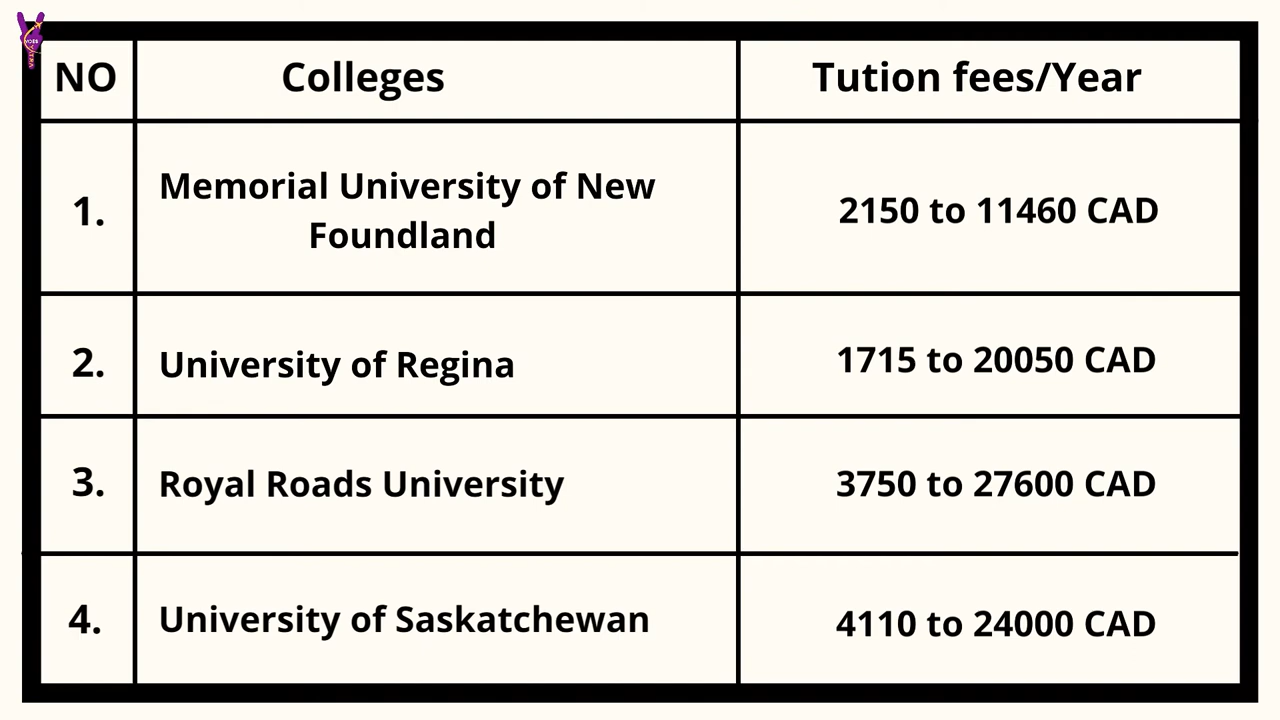 NO Colleges Tution fees/Year
1. Memorial University of New
Foundland 2150 to 11460 CAD
2. University of Regina 1715 to 20050 CAD
3. Royal Roads University 3750 to 27600 CAD
4. University of Saskatchewan 4110 to 24000 CAD